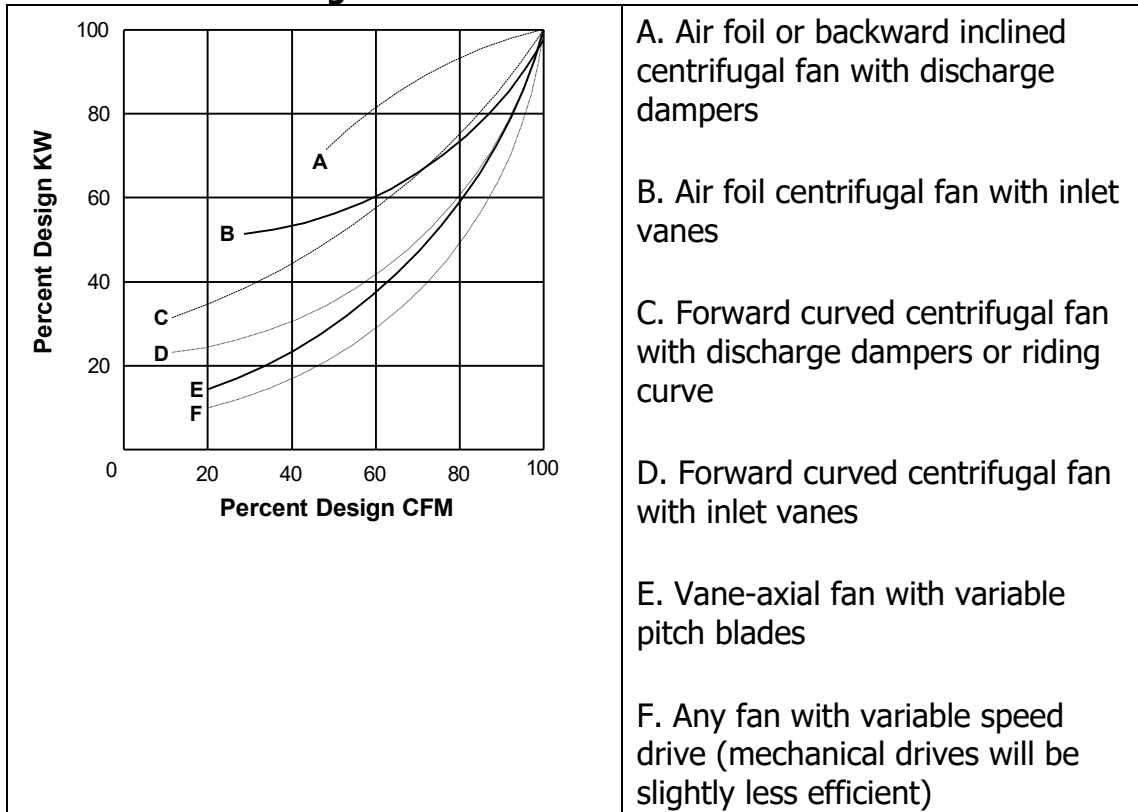 100
80
60
40
20
0
20
40
60
80
100
Percent Design KW
Percent Design CFM
A
B
C
D
E
F
A. Air foil or backward inclined
centrifugal fan with discharge
dampers
B. Air foil centrifugal fan with inlet
vanes
C. Forward curved centrifugal fan
with discharge dampers or riding
curve
D. Forward curved centrifugal fan
with inlet vanes
E. Vane-axial fan with variable
pitch blades
F. Any fan with variable speed
drive (mechanical drives will be
slightly less efficient)